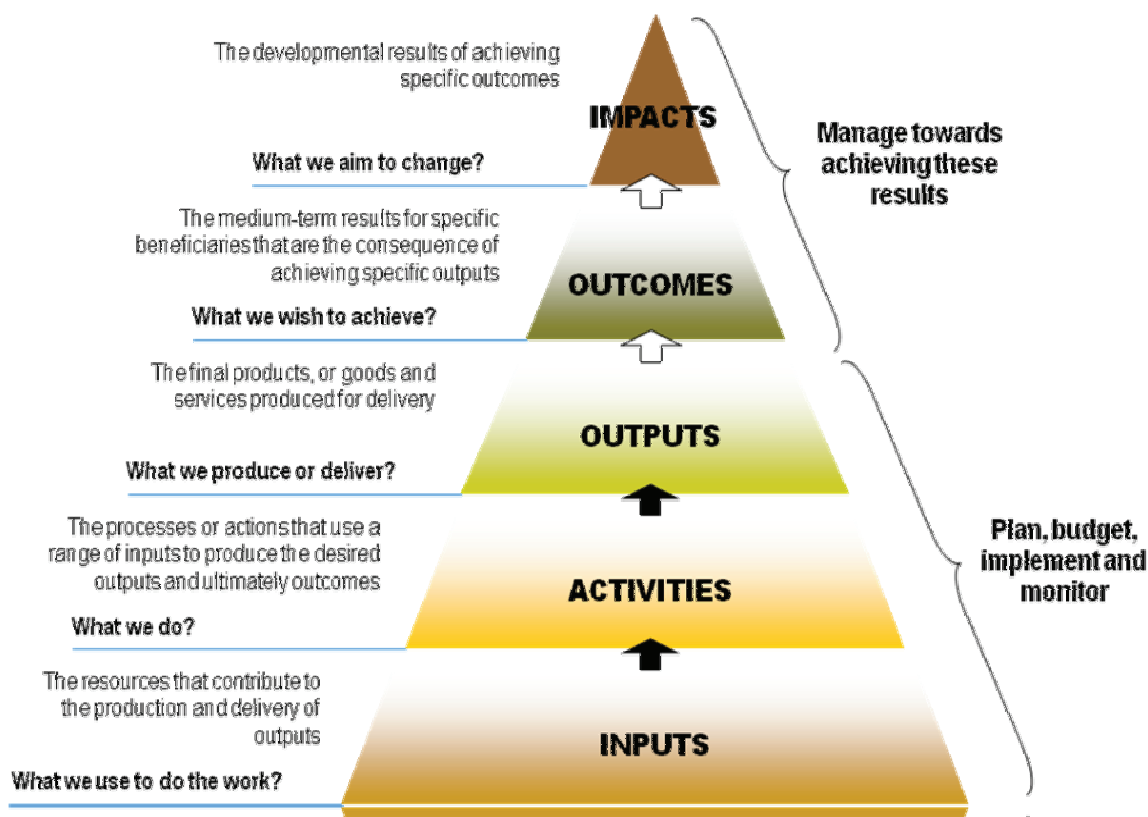 The developmental results of achieving
specific outcomes
IMPACTS
What we aim to change?
Manage towards
achieving these
results
The medium-term results for specific
beneficiaries that are the consequence of
achieving specific outputs
OUTCOMES
What we wish to achieve?
The final products, or goods and
services produced for delivery
OUTPUTS
What we produce or deliver?
The processes or actions that use a
range of inputs to produce the desired
outputs and ultimately outcomes
ACTIVITIES
What we do?
Plan, budget,
implement and
monitor
The resources that contribute to
the production and delivery of
outputs
INPUTS
What we use to do the work?